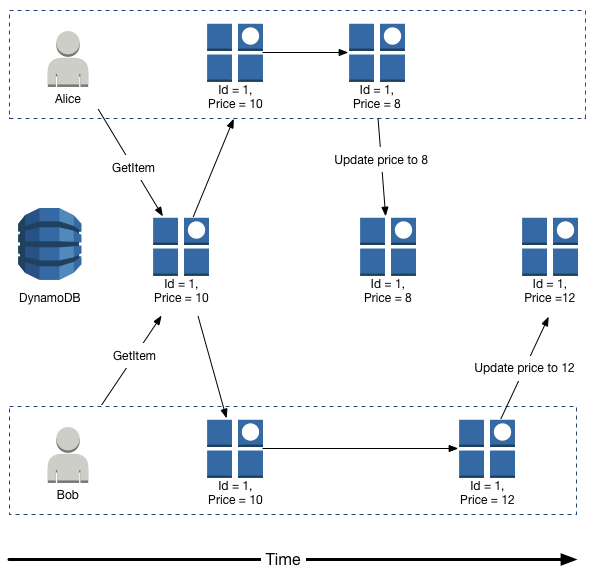 Alice
Id = 1,
Price = 10
Id = 1,
Price = 8
GetItem
Update price to 8
DynamoDB
Id = 1,
Price = 10
Id = 1,
Price = 8
Id = 1,
Price =12
GetItem
Update price to 12
Bob
Id = 1,
Price = 10
Id = 1,
Price = 12
Time